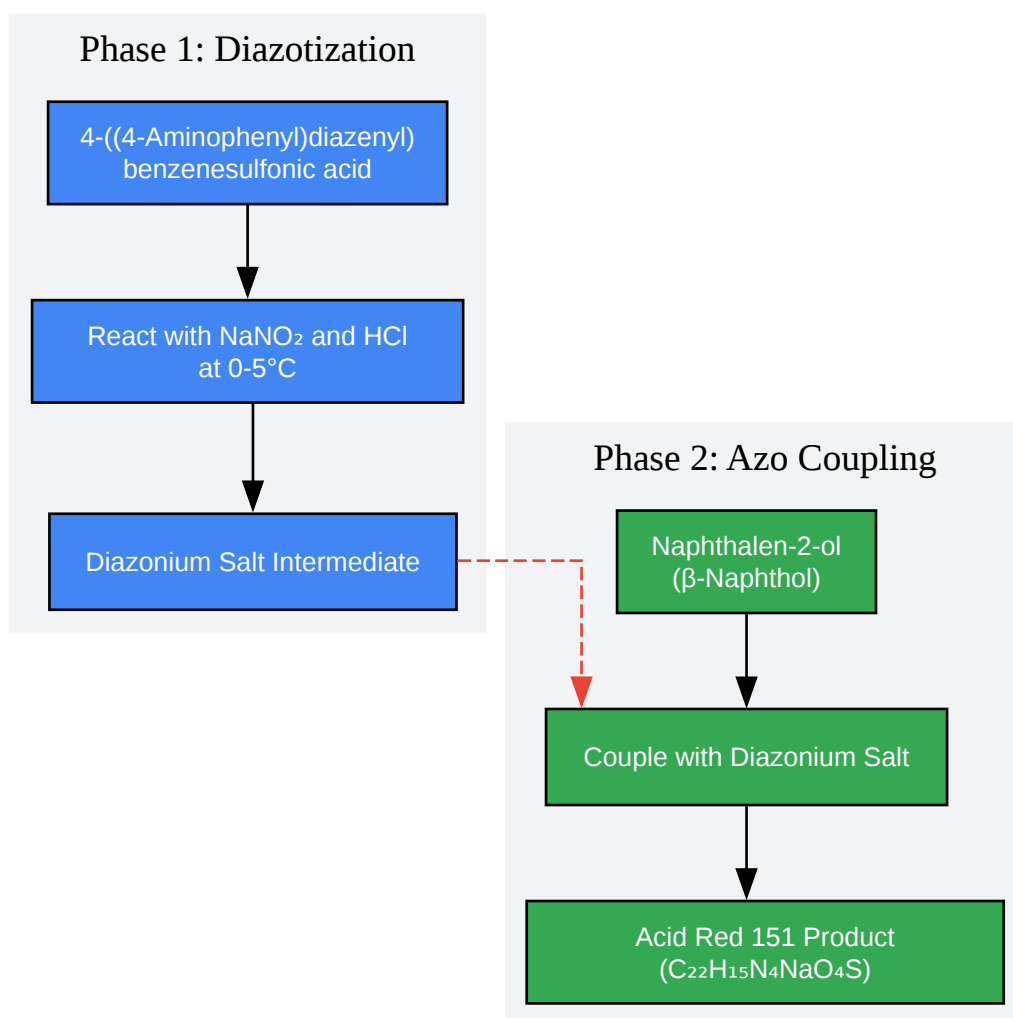 Phase 1: Diazotization
4-((4-Aminophenyl)diazenyl)
benzenesulfonic acid
React with NaNO₂ and HCl
at 0-5°C
Diazonium Salt Intermediate
Phase 2: Azo Coupling
Naphthalen-2-ol
(β-Naphthol)
Couple with Diazonium Salt
Acid Red 151 Product
(C₂₂H₁₅N₄NaO₄S)